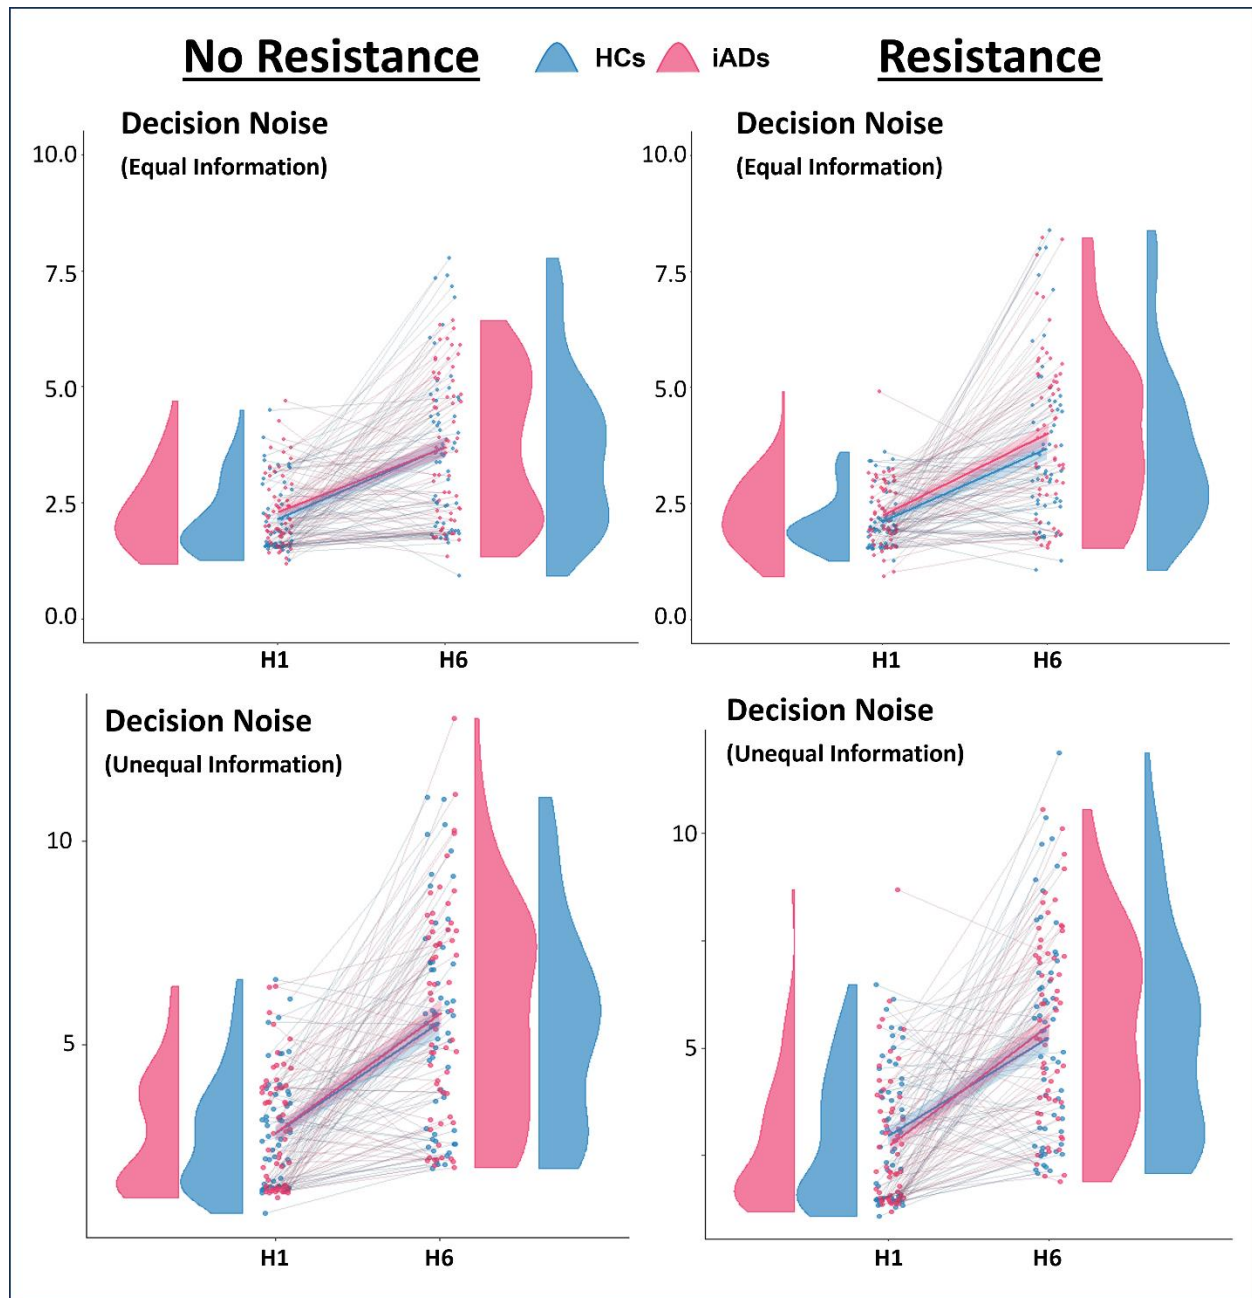 No Resistance
HCs
iADs
Resistance
Decision Noise
(Equal Information)
10.0
7.5
5.0
2.5
0.0
H1
H6
Decision Noise
(Equal Information)
10.0
7.5
5.0
2.5
0.0
H1
H6
Decision Noise
(Unequal Information)
10
5
H1
H6
Decision Noise
(Unequal Information)
10
5
H1
H6